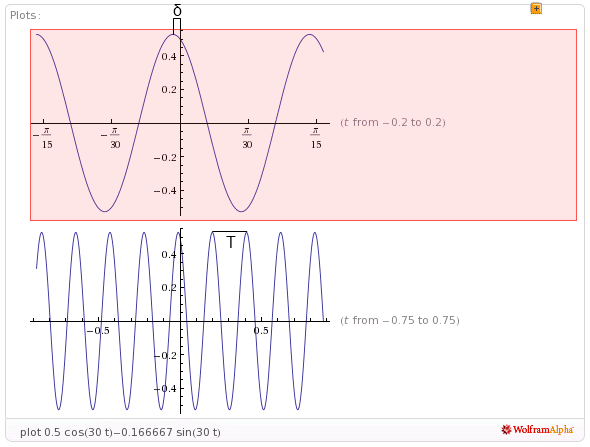 Plots:
δ
0.4
0.2
−π/15
−π/30
π/30
π/15
(t from −0.2 to 0.2)
−0.2
−0.4
0.4
T
0.2
−0.5
0.5
(t from −0.75 to 0.75)
−0.2
−0.4
plot 0.5 cos(30 t)−0.166667 sin(30 t)
WolframAlpha